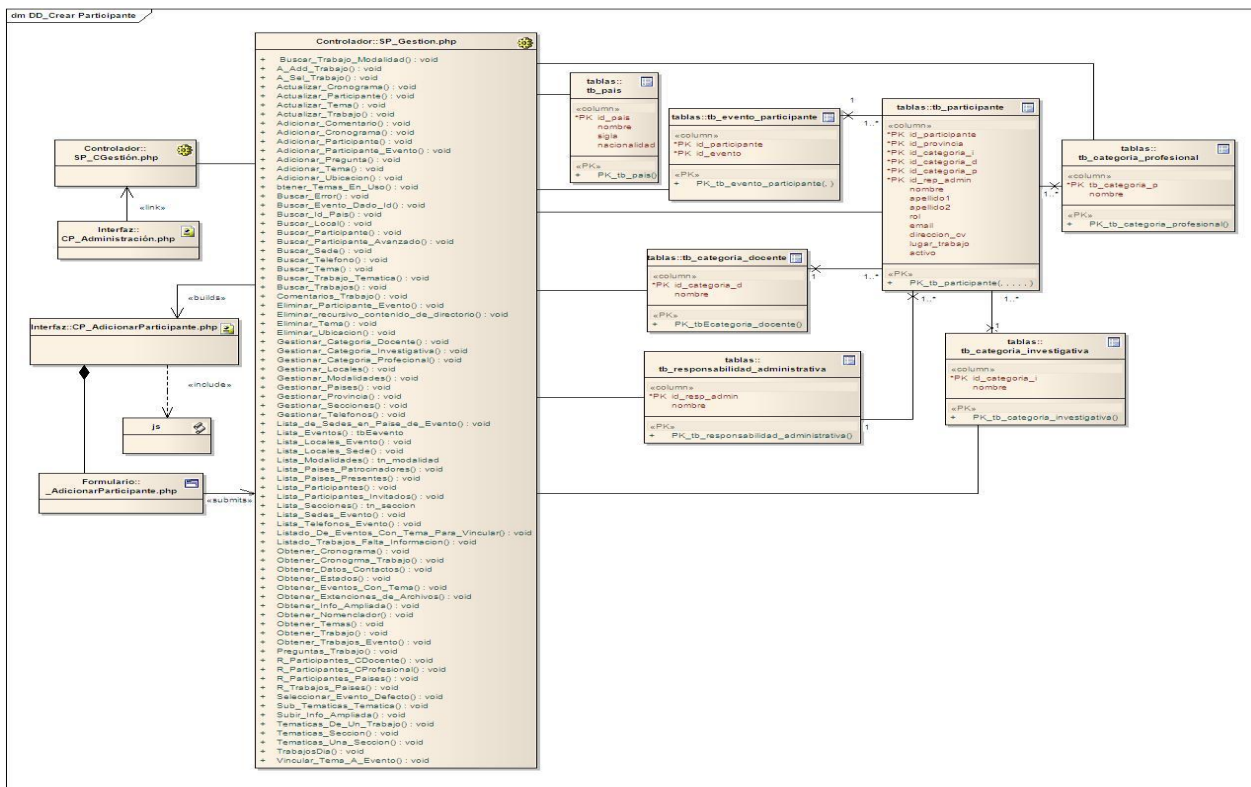 dm DD_Crear Participante
Controlador::SP_Gestion.php
+ Buscar_Trabajo_Modalidad() : void
+ A_Add_Trabajo() : void
+ A_Sel_Trabajo() : void
+ Actualizar_Cronograma() : void
+ Actualizar_Participante() : void
+ Actualizar_Tema() : void
+ Actualizar_Trabajo() : void
+ Adicionar_Comentario() : void
+ Adicionar_Cronograma() : void
+ Adicionar_Participante() : void
+ Adicionar_Participante_Evento() : void
+ Adicionar_Pregunta() : void
+ Adicionar_Tema() : void
+ Adicionar_Ubicacion() : void
+ btener_Temas_En_Uso() : void
+ Buscar_Error() : void
+ Buscar_Evento_Dado_Id() : void
+ Buscar_Id_Pais() : void
+ Buscar_Local() : void
+ Buscar_Participante() : void
+ Buscar_Participante_Avanzado() : void
+ Buscar_Sede() : void
+ Buscar_Telefono() : void
+ Buscar_Tema() : void
+ Buscar_Trabajo_Tematica() : void
+ Buscar_Trabajos() : void
+ Comentarios_Trabajo() : void
+ Eliminar_Participante_Evento() : void
+ Eliminar_recursivo_contenido_de_directorio() : void
+ Eliminar_Tema() : void
+ Eliminar_Ubicacion() : void
+ Gestionar_Categoria_Docente() : void
+ Gestionar_Categoria_Investigativa() : void
+ Gestionar_Categoria_Profecional() : void
+ Gestionar_Locales() : void
+ Gestionar_Modalidades() : void
+ Gestionar_Paises() : void
+ Gestionar_Provincia() : void
+ Gestionar_Secciones() : void
+ Gestionar_Telefonos() : void
+ Lista_de_Sedes_en_Paise_de_Evento() : void
+ Lista_Eventos() : tbEevento
+ Lista_Locales_Evento() : void
+ Lista_Locales_Sede() : void
+ Lista_Modalidades() : tn_modalidad
+ Lista_Paises_Patrocinadores() : void
+ Lista_Paises_Presentes() : void
+ Lista_Participantes() : void
+ Lista_Participantes_Invitados() : void
+ Lista_Secciones() : tn_seccion
+ Lista_Sedes_Evento() : void
+ Lista_Telefonos_Evento() : void
+ Listado_De_Eventos_Con_Tema_Para_Vincular() : void
+ Listado_Trabajos_Falta_Informacion() : void
+ Obtener_Cronograma() : void
+ Obtener_Cronogrma_Trabajo() : void
+ Obtener_Datos_Contactos() : void
+ Obtener_Estados() : void
+ Obtener_Eventos_Con_Tema() : void
+ Obtener_Extenciones_de_Archivos() : void
+ Obtener_Info_Ampliada() : void
+ Obtener_Nomenclador() : void
+ Obtener_Temas() : void
+ Obtener_Trabajo() : void
+ Obtener_Trabajos_Evento() : void
+ Preguntas_Trabajo() : void
+ R_Participantes_CDocente() : void
+ R_Participantes_CProfesional() : void
+ R_Participantes_Paises() : void
+ R_Trabajos_Paises() : void
+ Seleccionar_Evento_Defecto() : void
+ Sub_Tematicas_Tematica() : void
+ Subir_Info_Ampliada() : void
+ Tematicas_De_Un_Trabajo() : void
+ Tematicas_Seccion() : void
+ Tematicas_Una_Seccion() : void
+ TrabajosDia() : void
+ Vincular_Tema_A_Evento() : void
Controlador::
SP_CGestión.php
«link»
Interfaz::
CP_Administración.php
«builds»
Interfaz::CP_AdicionarParticipante.php
«include»
js
Formulario::
_AdicionarParticipante.php
«submits»
tablas::
tb_pais
«column»
*PK id_pais
nombre
sigla
nacionalidad
«PK»
+ PK_tb_pais()
tablas::tb_evento_participante
«column»
*PK id_participante
*PK id_evento
«PK»
+ PK_tb_evento_participante(, )
1
1..*
tablas::tb_participante
«column»
*PK id_participante
*PK id_provincia
*PK id_categoria_i
*PK id_categoria_d
*PK id_categoria_p
*PK id_rep_admin
nombre
apellido1
apellido2
rol
email
direccion_cv
lugar_trabajo
activo
«PK»
+ PK_tb_participante(, , , , , )
tablas::
tb_categoria_profesional
«column»
*PK tb_categoria_p
nombre
«PK»
+ PK_tb_categoria_profesional()
1
1..*
tablas::tb_categoria_docente
«column»
*PK id_categoria_d
nombre
«PK»
+ PK_tbEcategoria_docente()
1
1..*
1..*
1..*
tablas::
tb_responsabilidad_administrativa
«column»
*PK id_resp_admin
nombre
«PK»
+ PK_tb_responsabilidad_administrativa()
1
1
tablas::
tb_categoria_investigativa
«column»
*PK id_categoria_i
nombre
«PK»
+ PK_tb_categoria_investigativa()